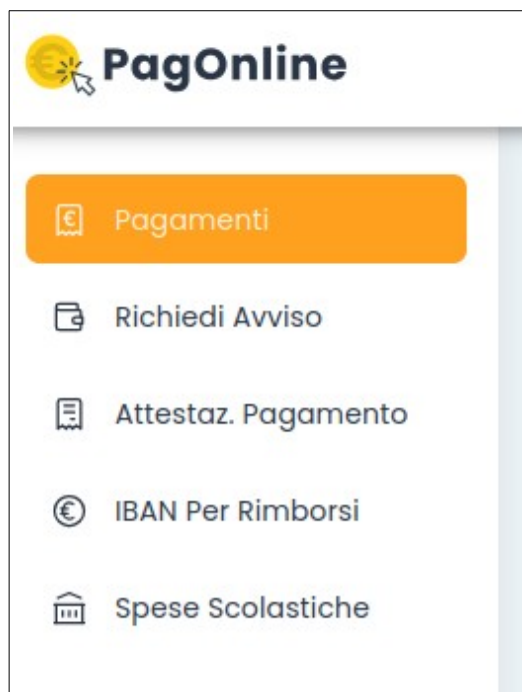 PagOnline
Pagamenti
Richiedi Avviso
Attestaz. Pagamento
IBAN Per Rimborsi
Spese Scolastiche